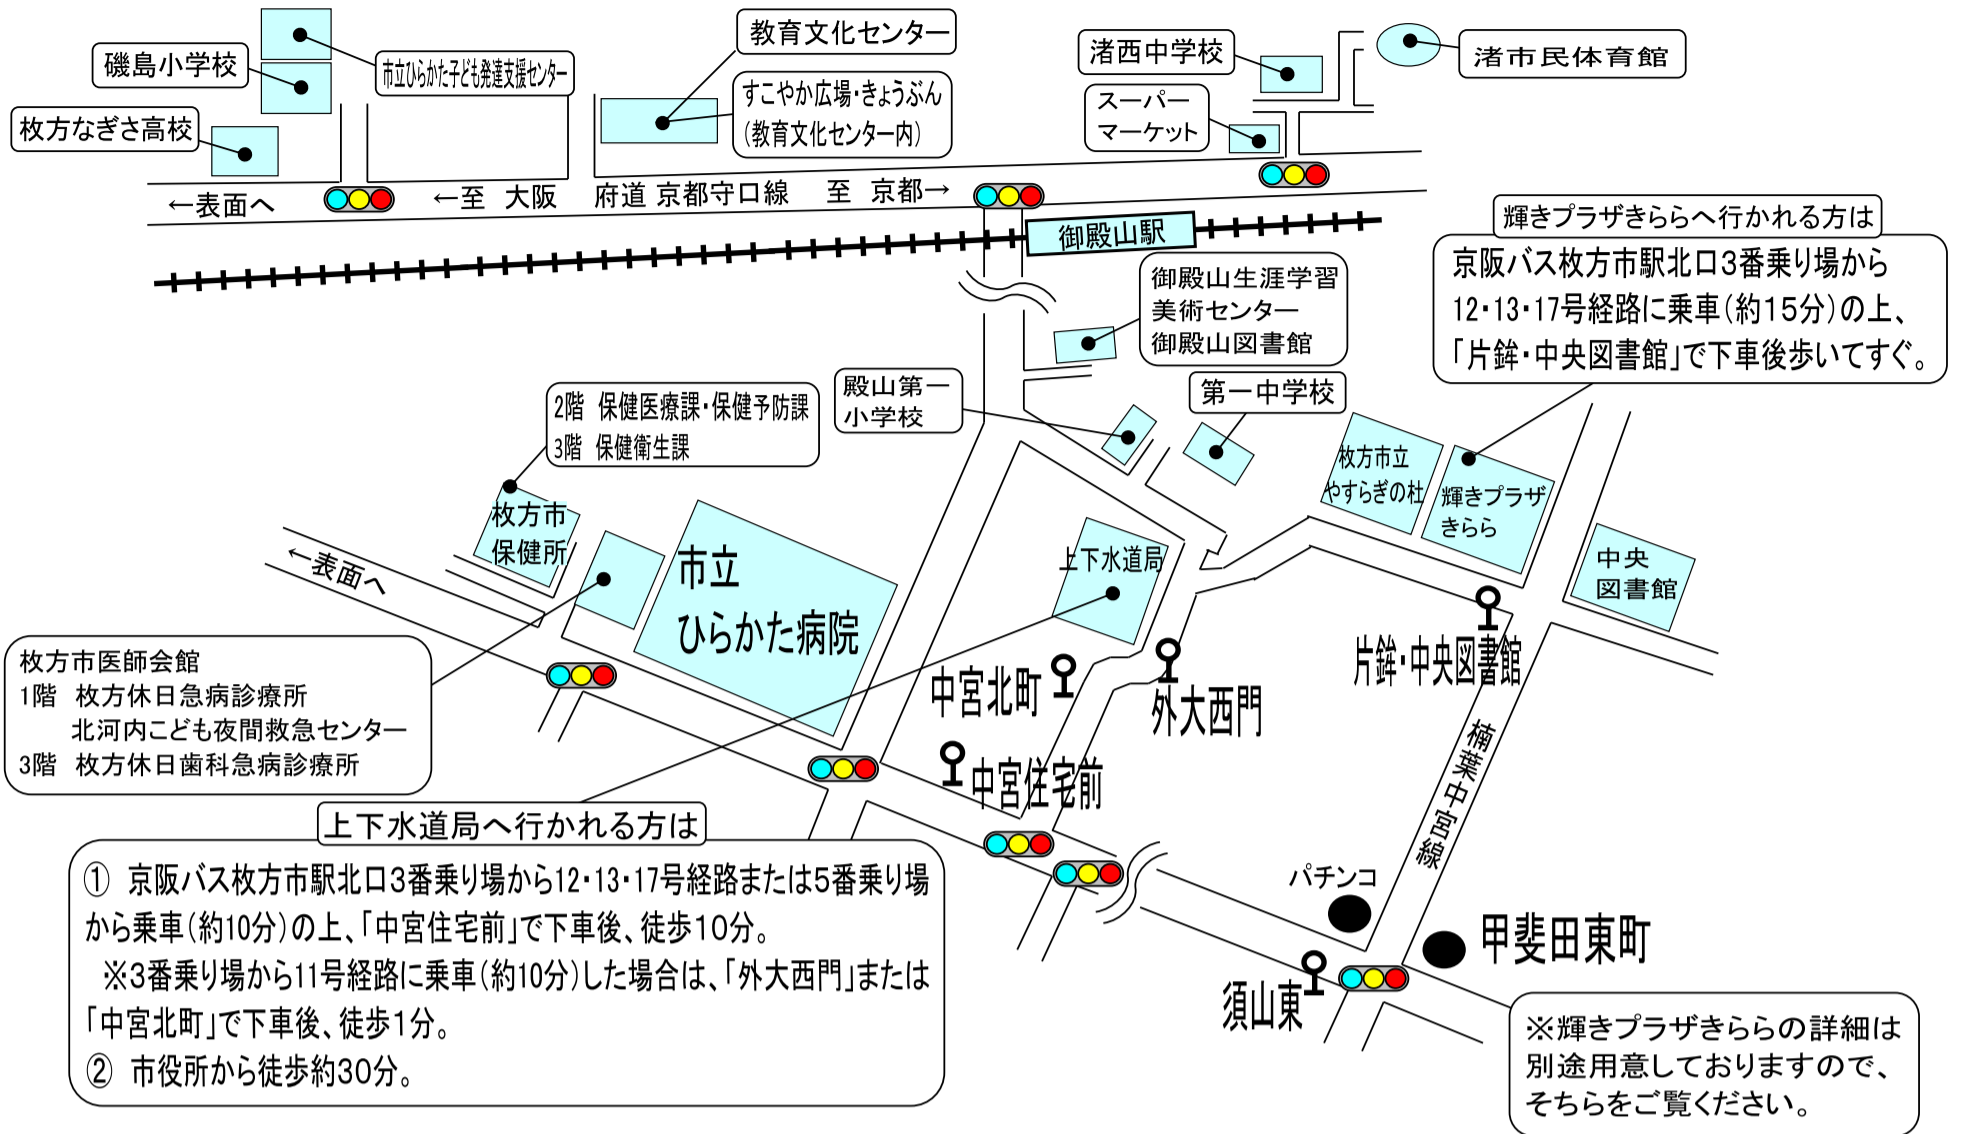 磯島小学校
市立ひらかた子ども発達支援センター
枚方なぎさ高校
教育文化センター
すこやか広場・きょうぶん
(教育文化センター内)
渚西中学校
スーパー
マーケット
渚市民体育館
←表面へ
←至 大阪 府道 京都守口線 至 京都→
御殿山駅
輝きプラザきららへ行かれる方は
京阪バス枚方市駅北口3番乗り場から
12・13・17号経路に乗車(約15分)の上、
「片鉾・中央図書館」で下車後歩いてすぐ。
御殿山生涯学習
美術センター
御殿山図書館
殿山第一
小学校
第一中学校
2階 保健医療課・保健予防課
3階 保健衛生課
枚方市
保健所
市立
ひらかた病院
上下水道局
枚方市立
やすらぎの杜
輝きプラザ
きらら
中央
図書館
←表面へ
枚方市医師会館
1階 枚方休日急病診療所
北河内こども夜間救急センター
3階 枚方休日歯科急病診療所
中宮北町
外大西門
片鉾・中央図書館
中宮住宅前
楠葉中宮線
上下水道局へ行かれる方は
① 京阪バス枚方市駅北口3番乗り場から12・13・17号経路または5番乗り場
から乗車(約10分)の上、「中宮住宅前」で下車後、徒歩10分。
※3番乗り場から11号経路に乗車(約10分)した場合は、「外大西門」または
「中宮北町」で下車後、徒歩1分。
② 市役所から徒歩約30分。
パチンコ
甲斐田東町
須山東
※輝きプラザきららの詳細は
別途用意しておりますので、
そちらをご覧ください。